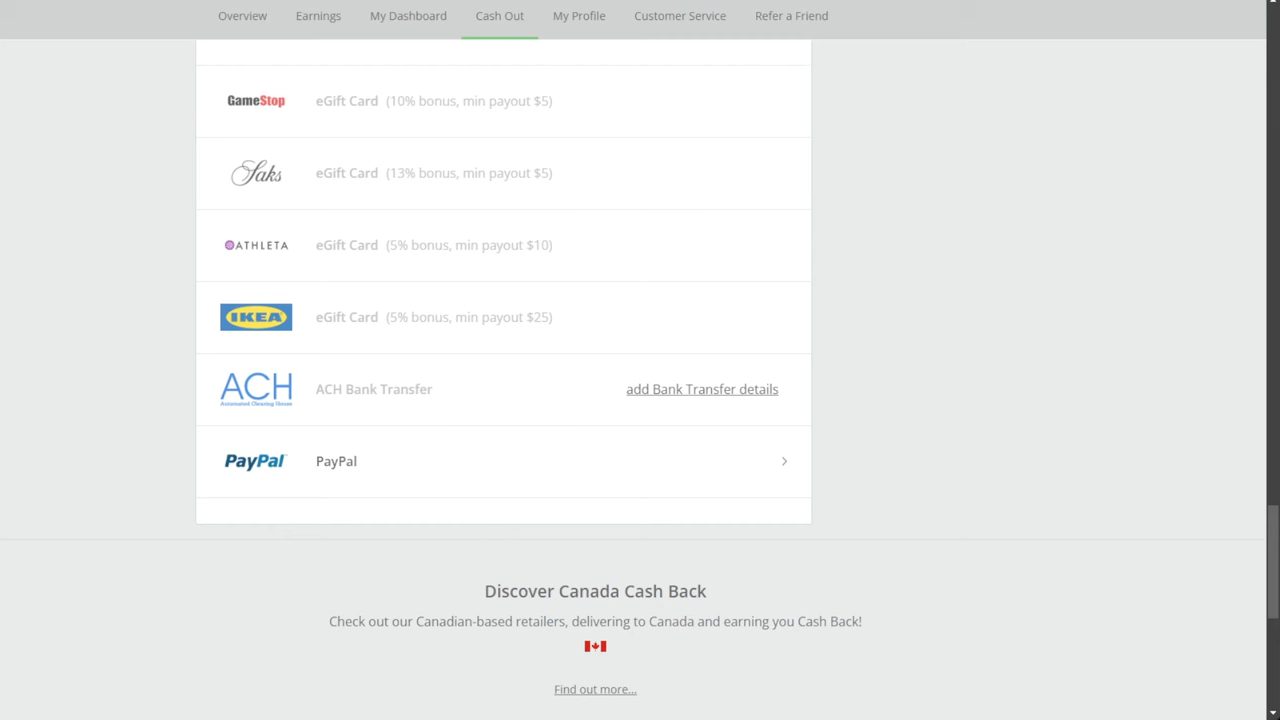 Overview Earnings My Dashboard Cash Out My Profile Customer Service Refer a Friend
GameStop eGift Card (10% bonus, min payout $5)
Saks eGift Card (13% bonus, min payout $5)
ATHLETA eGift Card (5% bonus, min payout $10)
IKEA eGift Card (5% bonus, min payout $25)
ACH ACH Bank Transfer add Bank Transfer details
Automated Clearing House
PayPal PayPal
Discover Canada Cash Back
Check out our Canadian-based retailers, delivering to Canada and earning you Cash Back!
Find out more...